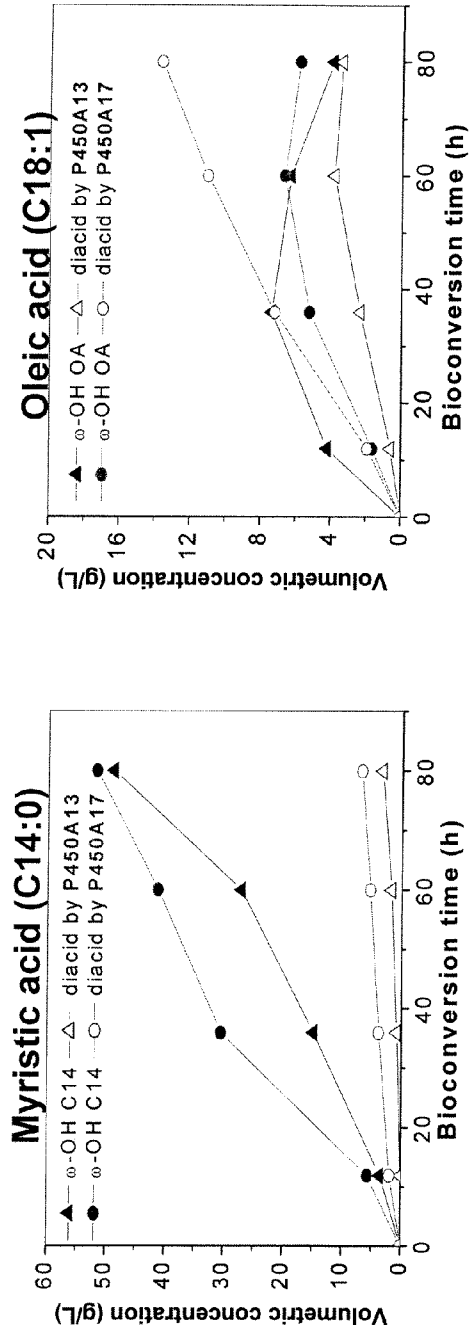 Myristic acid (C14:0)
ω-OH C14 diacid by P450A13
ω-OH C14 diacid by P450A17
Volumetric concentration (g/L)
60
50
40
30
20
10
0
0 20 40 60 80
Bioconversion time (h)
Oleic acid (C18:1)
ω-OH OA diacid by P450A13
ω-OH OA diacid by P450A17
Volumetric concentration (g/L)
20
16
12
8
4
0
0 20 40 60 80
Bioconversion time (h)